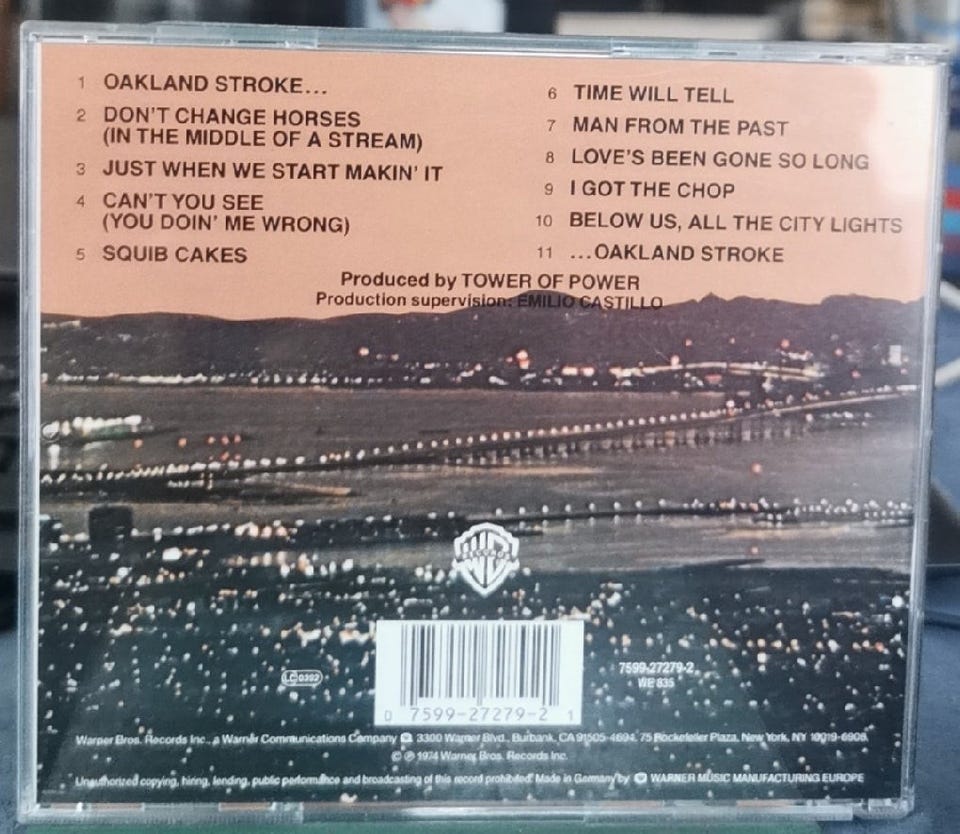 1 OAKLAND STROKE...
2 DON'T CHANGE HORSES
(IN THE MIDDLE OF A STREAM)
3 JUST WHEN WE START MAKIN' IT
4 CAN'T YOU SEE
(YOU DOIN' ME WRONG)
5 SQUIB CAKES
6 TIME WILL TELL
7 MAN FROM THE PAST
8 LOVE'S BEEN GONE SO LONG
9 I GOT THE CHOP
10 BELOW US, ALL THE CITY LIGHTS
11 ...OAKLAND STROKE
Produced by TOWER OF POWER
Production supervision: EMILIO CASTILLO
LC 0392
7599-27279-2
WE 835
0 7599-27279-2 1
Warner Bros. Records Inc., a Warner Communications Company 3300 Warner Blvd., Burbank, CA 91505-4694, 75 Rockefeller Plaza, New York, NY 10019-6908.
© ℗ 1974 Warner Bros. Records Inc.
Unauthorized copying, hiring, lending, public performance and broadcasting of this record prohibited. Made in Germany by WARNER MUSIC MANUFACTURING EUROPE